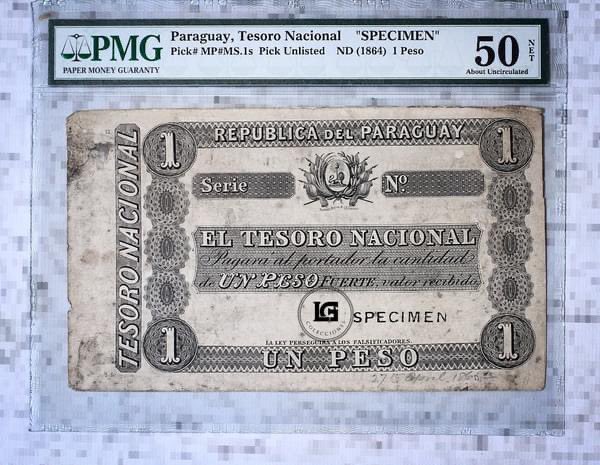 PMG
PAPER MONEY GUARANTY
Paraguay, Tesoro Nacional "SPECIMEN"
Pick# MP#MS.1s Pick Unlisted ND (1864) 1 Peso
50 NET
About Uncirculated
TESORO NACIONAL
1 REPUBLICA DEL PARAGUAY 1
Serie Nº
EL TESORO NACIONAL
Pagará al portador la cantidad
de UN PESO FUERTE, valor recibido
LG
COLECCIONES
SPECIMEN
LA LEY PERSEGUIRA A LOS FALSIFICADORES.
1 UN PESO 1